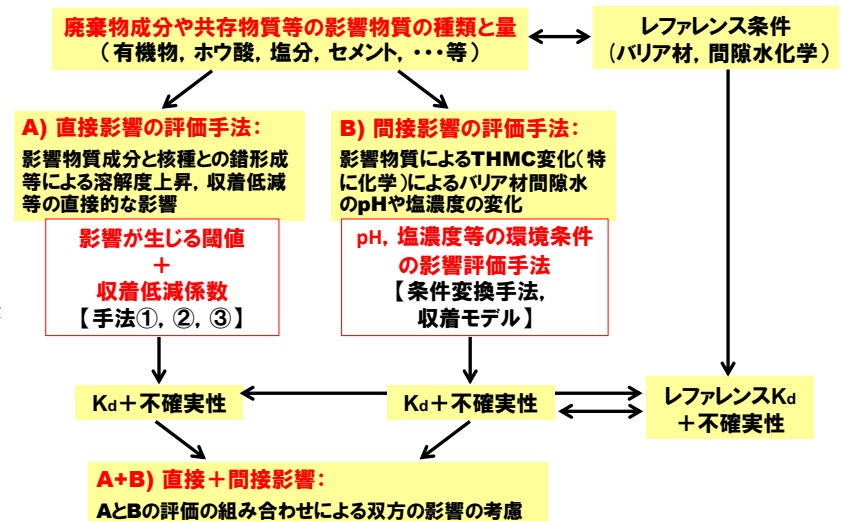 廃棄物成分や共存物質等の影響物質の種類と量
(有機物, ホウ酸, 塩分, セメント, ・・・等)
レファレンス条件
(バリア材, 間隙水化学)
A) 直接影響の評価手法:
影響物質成分と核種との錯形成
等による溶解度上昇, 収着低減
等の直接的な影響
影響が生じる閾値
+
収着低減係数
【手法①, ②, ③】
B) 間接影響の評価手法:
影響物質によるTHMC変化(特
に化学)によるバリア材間隙水
のpHや塩濃度の変化
pH, 塩濃度等の環境条件
の影響評価手法
【条件変換手法,
収着モデル】
Kd+不確実性
Kd+不確実性
レファレンスKd
+不確実性
A+B) 直接+間接影響:
AとBの評価の組み合わせによる双方の影響の考慮